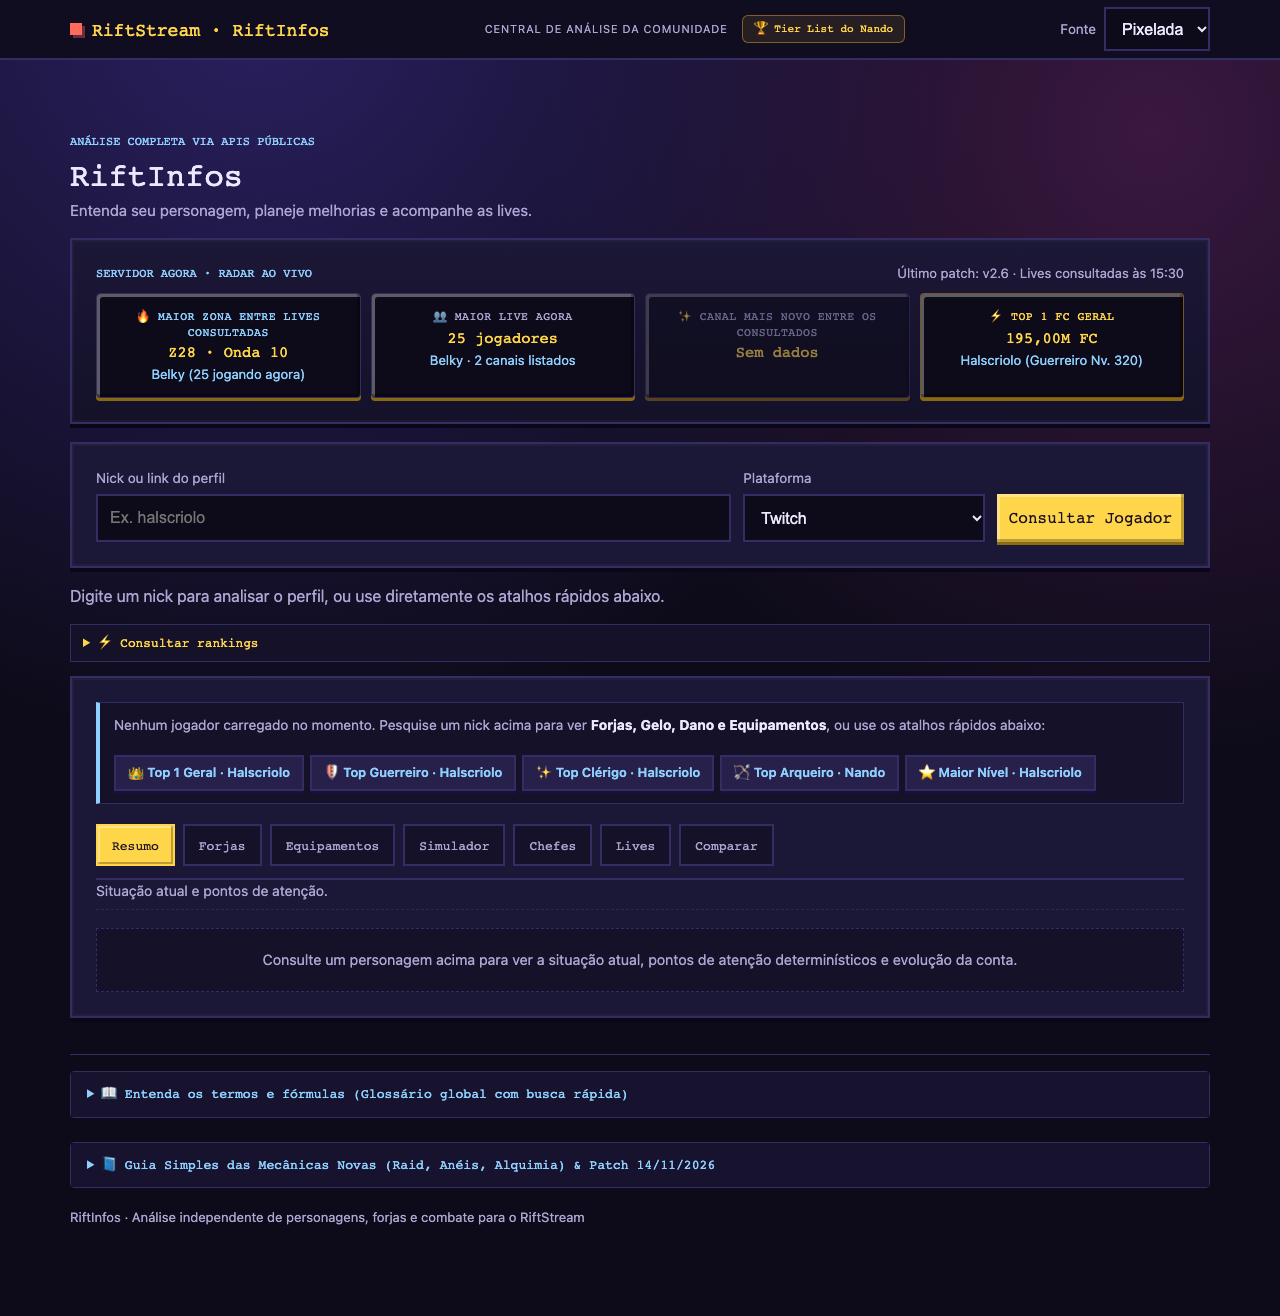 RiftStream · RiftInfos
CENTRAL DE ANÁLISE DA COMUNIDADE
🏆 Tier List do Nando
Fonte
Pixelada
ANÁLISE COMPLETA VIA APIS PÚBLICAS
RiftInfos
Entenda seu personagem, planeje melhorias e acompanhe as lives.
SERVIDOR AGORA · RADAR AO VIVO
Último patch: v2.6 · Lives consultadas às 15:30
🔥 MAIOR ZONA ENTRE LIVES
CONSULTADAS
Z28 · Onda 10
Belky (25 jogando agora)
👥 MAIOR LIVE AGORA
25 jogadores
Belky · 2 canais listados
✨ CANAL MAIS NOVO ENTRE OS
CONSULTADOS
Sem dados
⚡ TOP 1 FC GERAL
195,00M FC
Halscriolo (Guerreiro Nv. 320)
Nick ou link do perfil
Ex. halscriolo
Plataforma
Twitch
Consultar Jogador
Digite um nick para analisar o perfil, ou use diretamente os atalhos rápidos abaixo.
▶ ⚡ Consultar rankings
Nenhum jogador carregado no momento. Pesquise um nick acima para ver Forjas, Gelo, Dano e Equipamentos, ou use os atalhos rápidos abaixo:
👑 Top 1 Geral · Halscriolo
🛡️ Top Guerreiro · Halscriolo
✨ Top Clérigo · Halscriolo
🏹 Top Arqueiro · Nando
⭐ Maior Nível · Halscriolo
Resumo
Forjas
Equipamentos
Simulador
Chefes
Lives
Comparar
Situação atual e pontos de atenção.
Consulte um personagem acima para ver a situação atual, pontos de atenção determinísticos e evolução da conta.
▶ 📖 Entenda os termos e fórmulas (Glossário global com busca rápida)
▶ 📘 Guia Simples das Mecânicas Novas (Raid, Anéis, Alquimia) & Patch 14/11/2026
RiftInfos · Análise independente de personagens, forjas e combate para o RiftStream